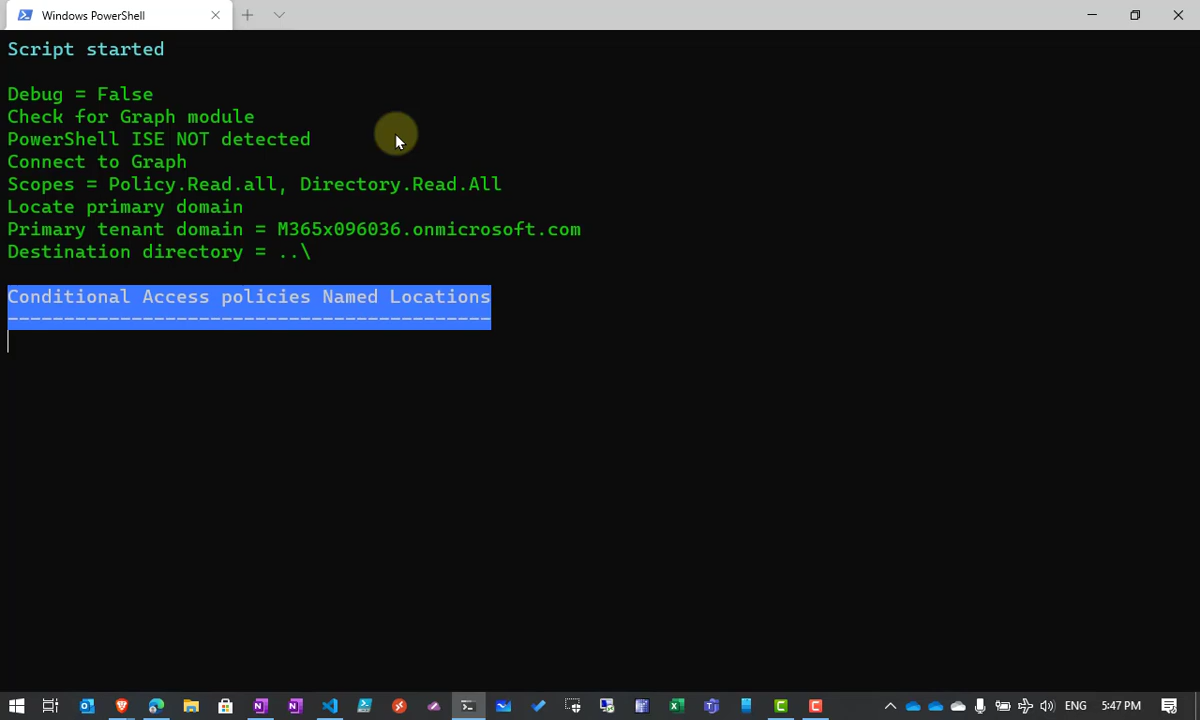 Windows PowerShell
Script started
Debug = False
Check for Graph module
PowerShell ISE NOT detected
Connect to Graph
Scopes = Policy.Read.all, Directory.Read.All
Locate primary domain
Primary tenant domain = M365x096036.onmicrosoft.com
Destination directory = ..\
Conditional Access policies Named Locations
-------------------------------------------
ENG 5:47 PM